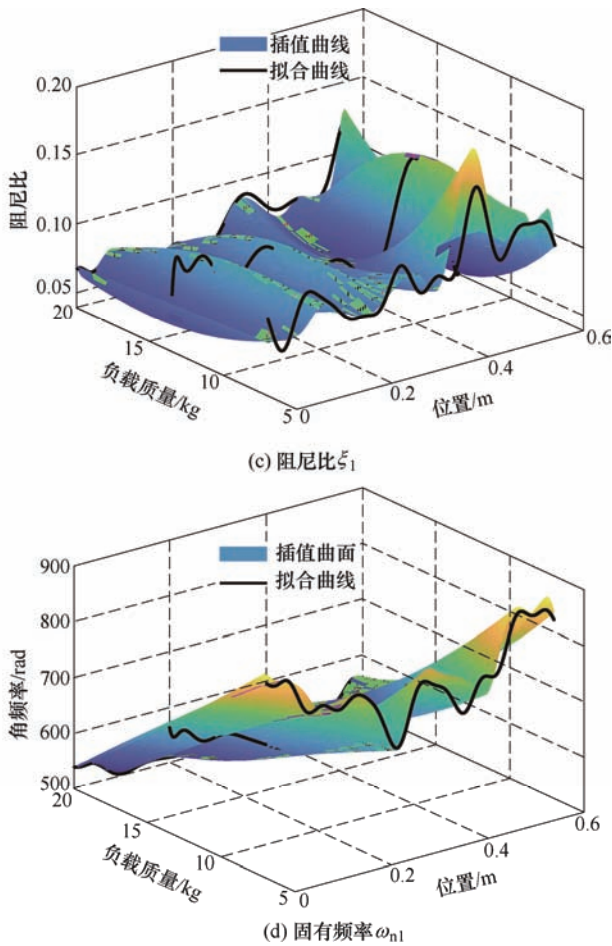 插值曲线
拟合曲线
0.20
0.15
0.10
0.05
阻尼比
20
15
10
5
负载质量/kg
0
0.2
0.4
0.6
位置/m
(c) 阻尼比ξ₁
插值曲面
拟合曲线
900
800
700
600
500
角频率/rad
20
15
10
5
负载质量/kg
0
0.2
0.4
0.6
位置/m
(d) 固有频率ωₙ₁